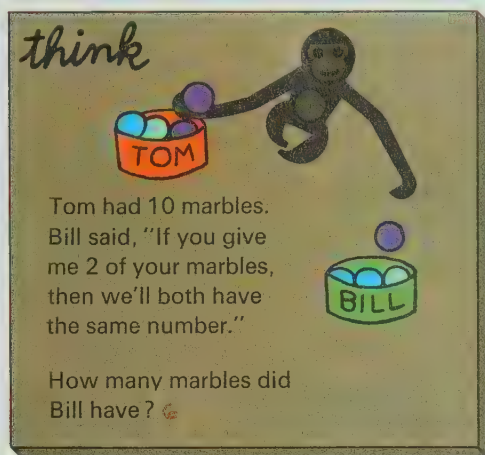 think
TOM
Tom had 10 marbles.
Bill said, "If you give
me 2 of your marbles,
then we'll both have
the same number."
BILL
How many marbles did
Bill have?